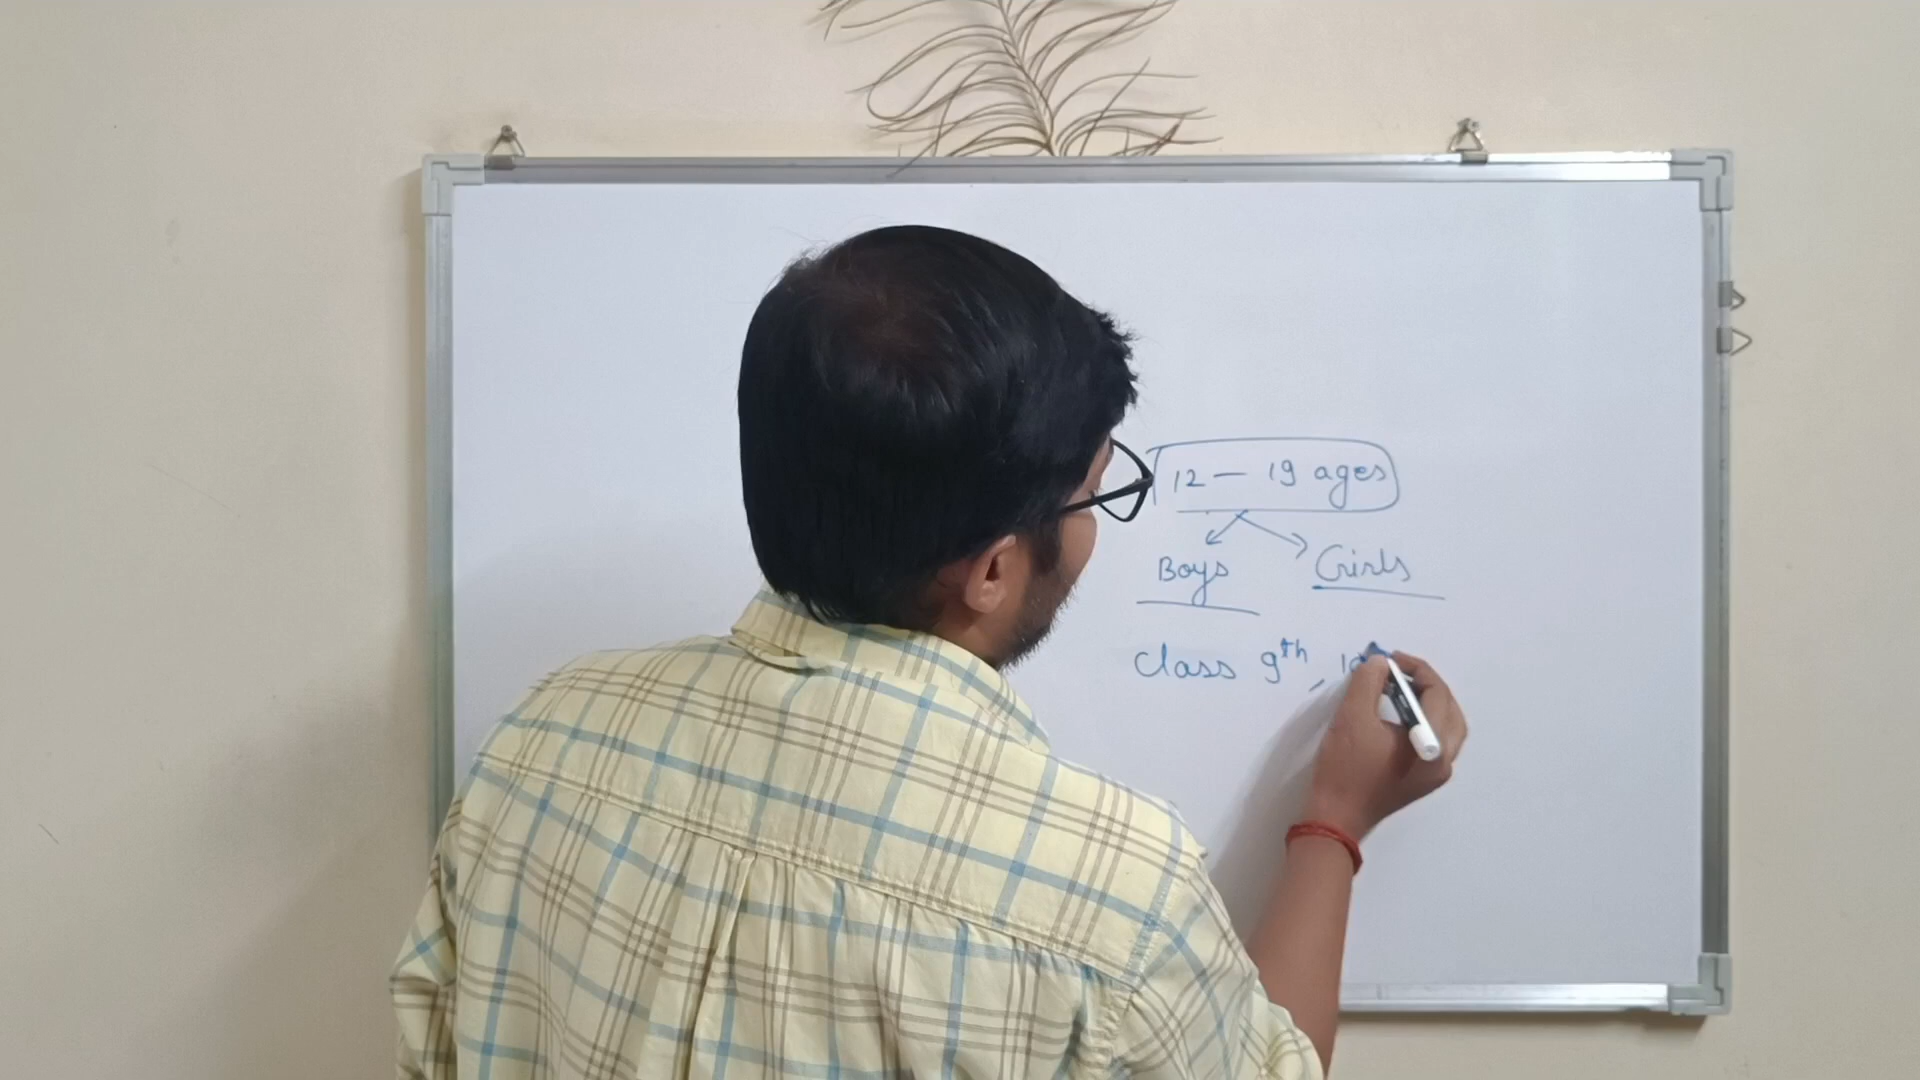 12 — 19 ages
Boys Girls
Class 9th,